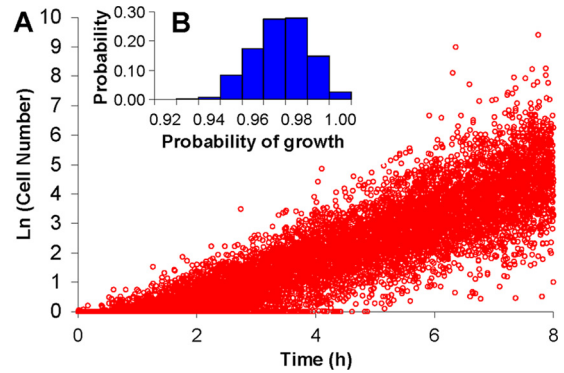 A
B
Ln (Cell Number)
10
9
8
7
6
5
4
3
2
1
0
0 2 4 6 8
Time (h)
Probability
0.30
0.20
0.10
0.00
0.92 0.94 0.96 0.98 1.00
Probability of growth